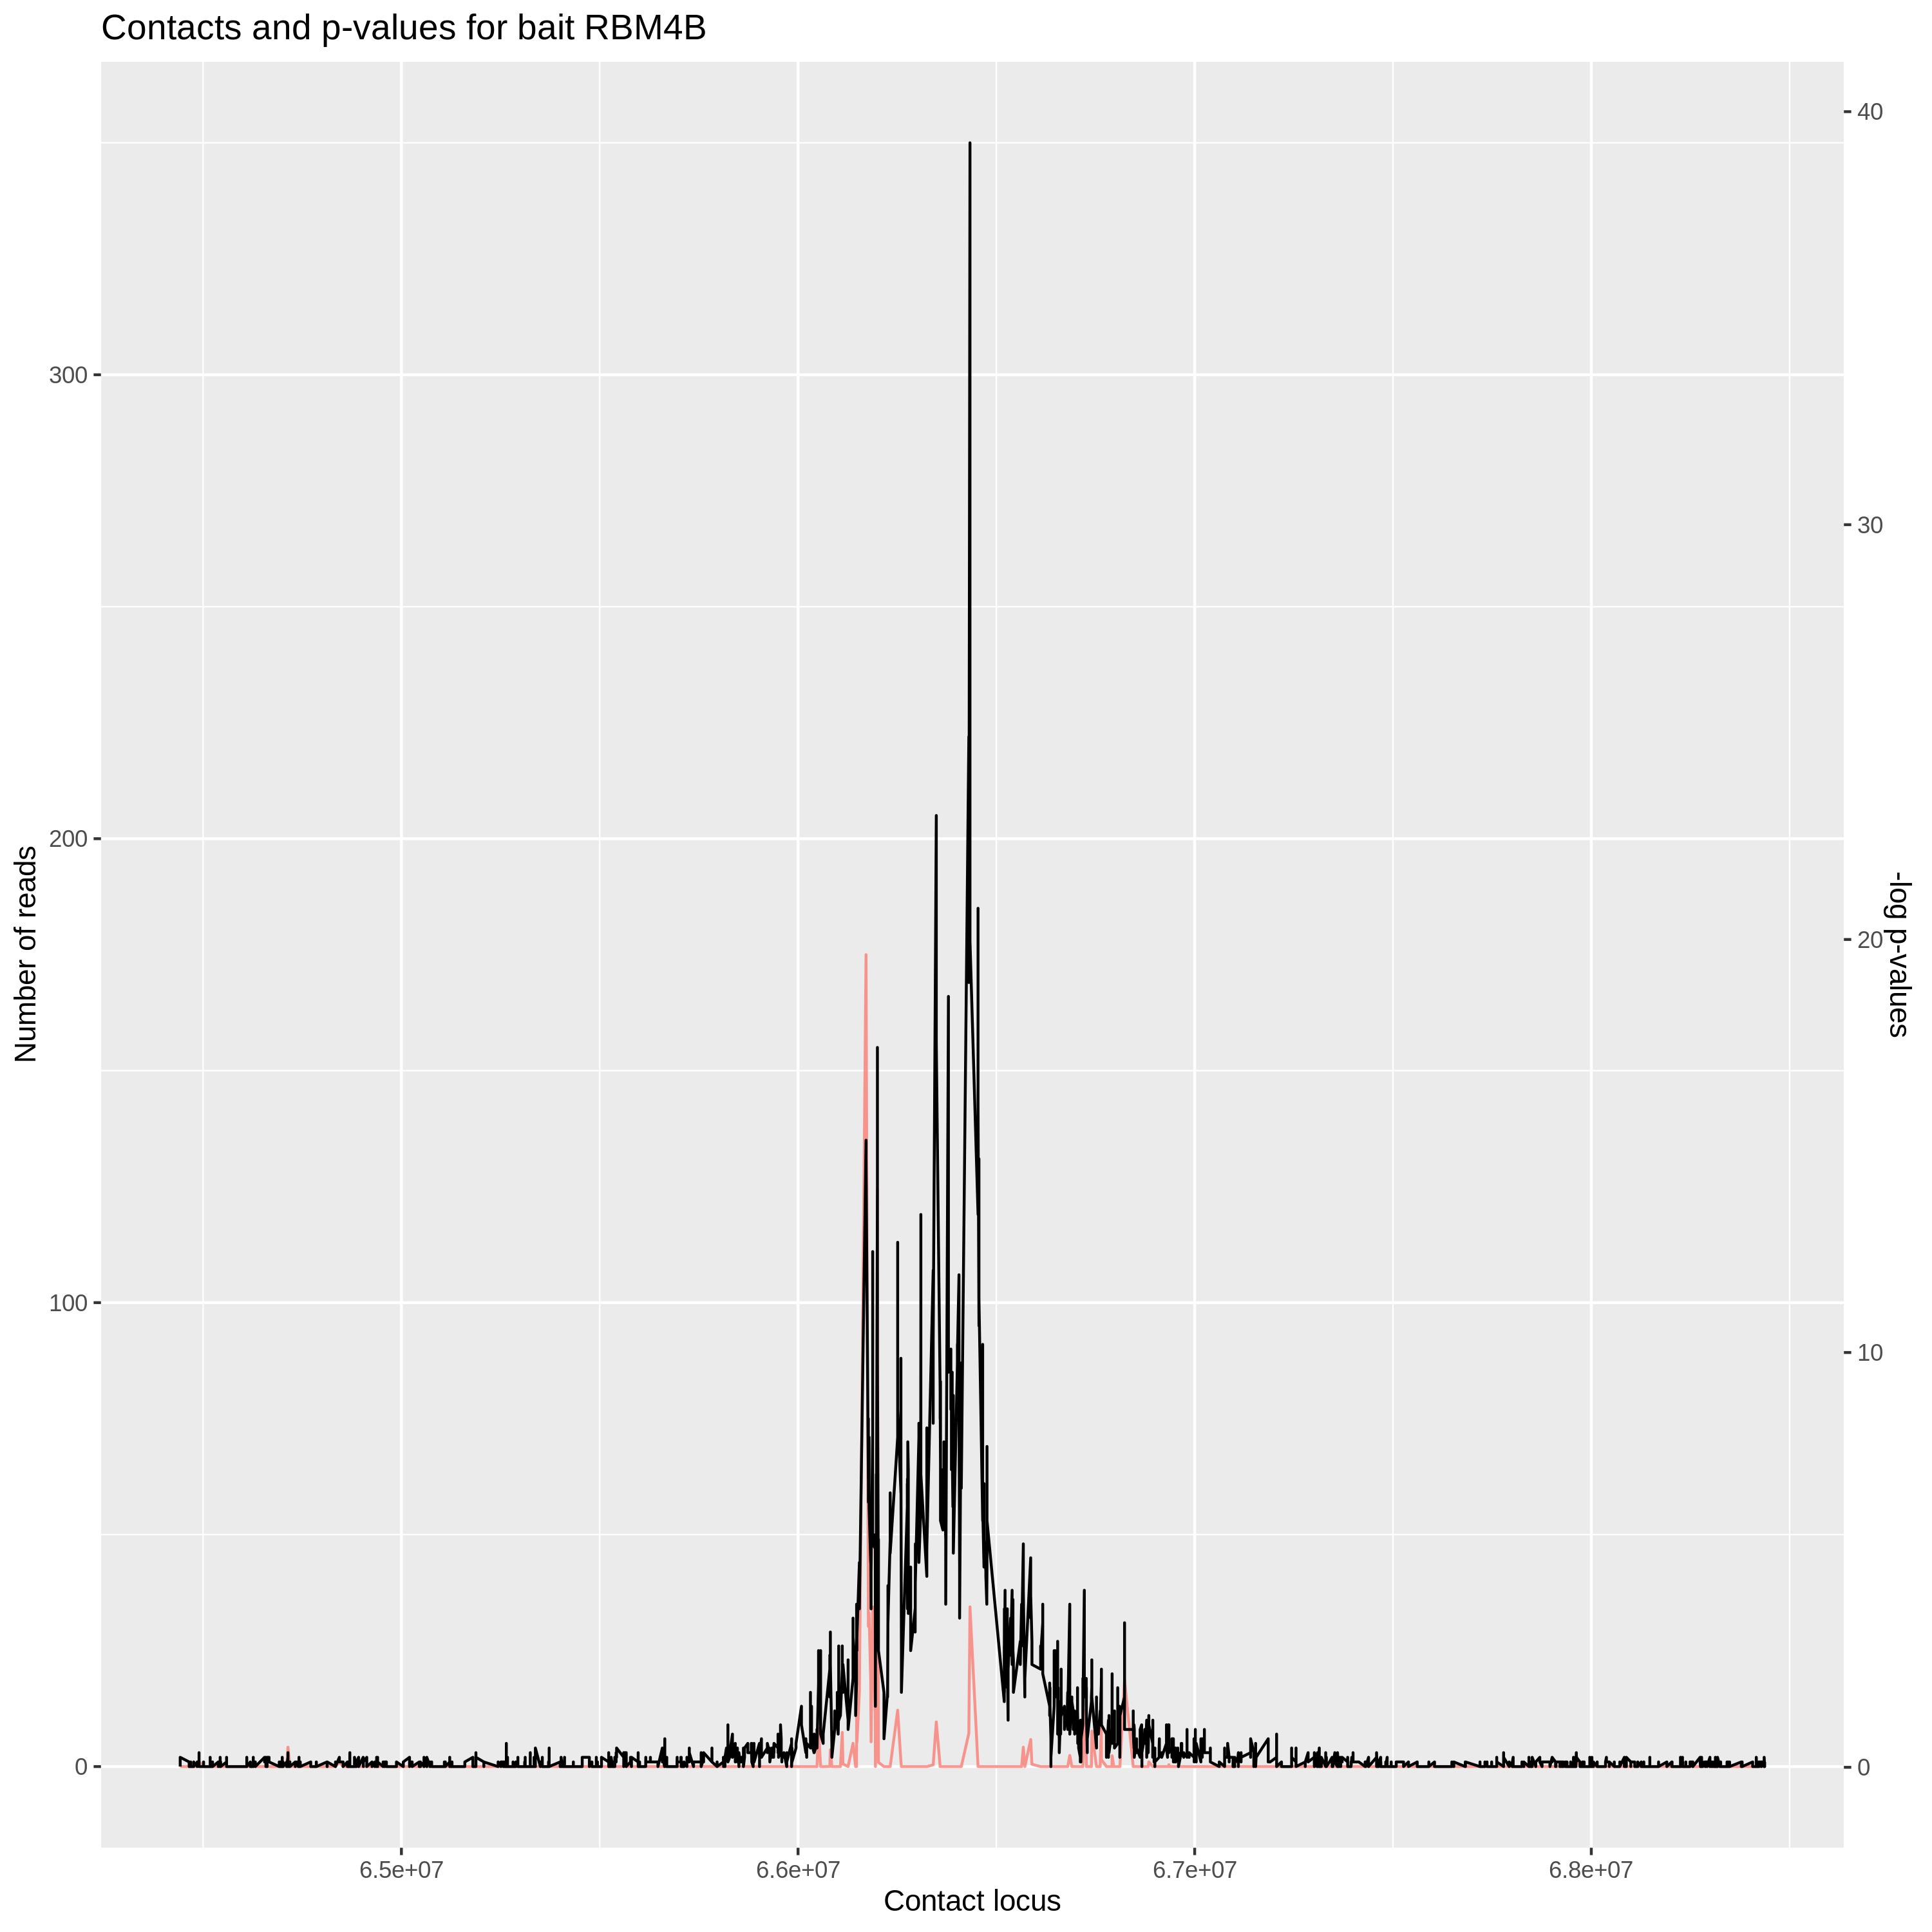 Contacts and p-values for bait RBM4B
Number of reads
300
200
100
0
40
30
20
10
0
-log p-values
6.5e+07
6.6e+07
6.7e+07
6.8e+07
Contact locus